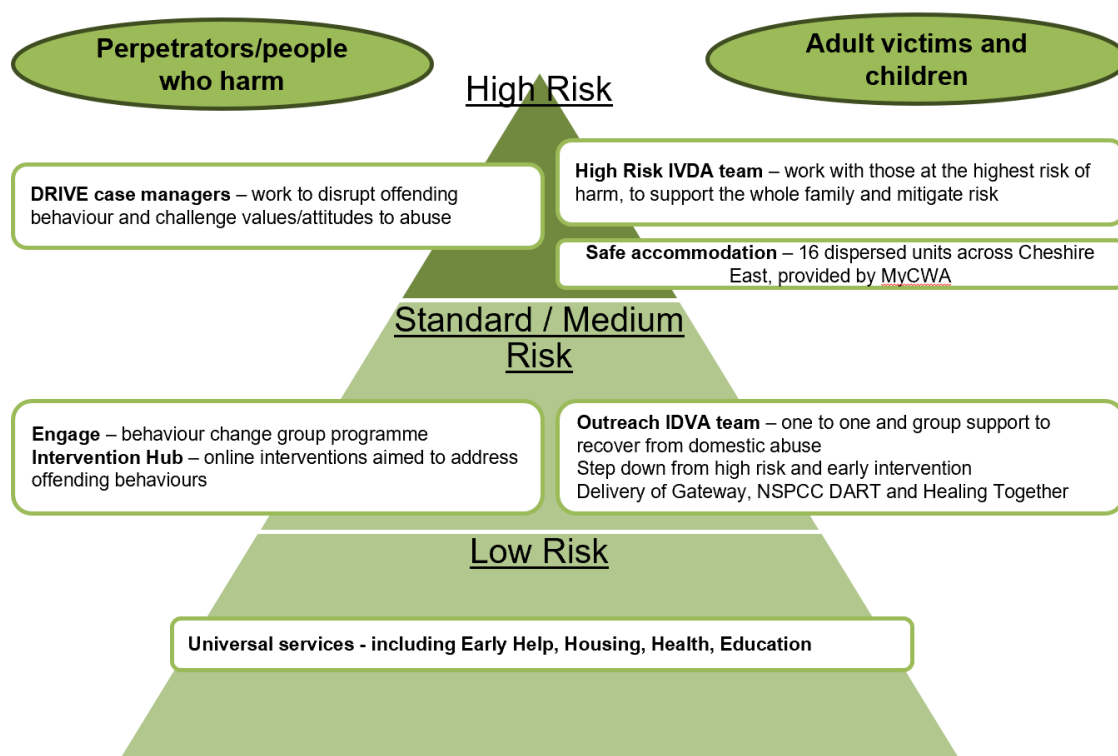 Perpetrators/people
who harm
Adult victims and
children
High Risk
DRIVE case managers – work to disrupt offending
behaviour and challenge values/attitudes to abuse
High Risk IVDA team – work with those at the highest risk of
harm, to support the whole family and mitigate risk
Safe accommodation – 16 dispersed units across Cheshire
East, provided by MyCWA
Standard / Medium
Risk
Engage – behaviour change group programme
Intervention Hub – online interventions aimed to address
offending behaviours
Outreach IDVA team – one to one and group support to
recover from domestic abuse
Step down from high risk and early intervention
Delivery of Gateway, NSPCC DART and Healing Together
Low Risk
Universal services - including Early Help, Housing, Health, Education